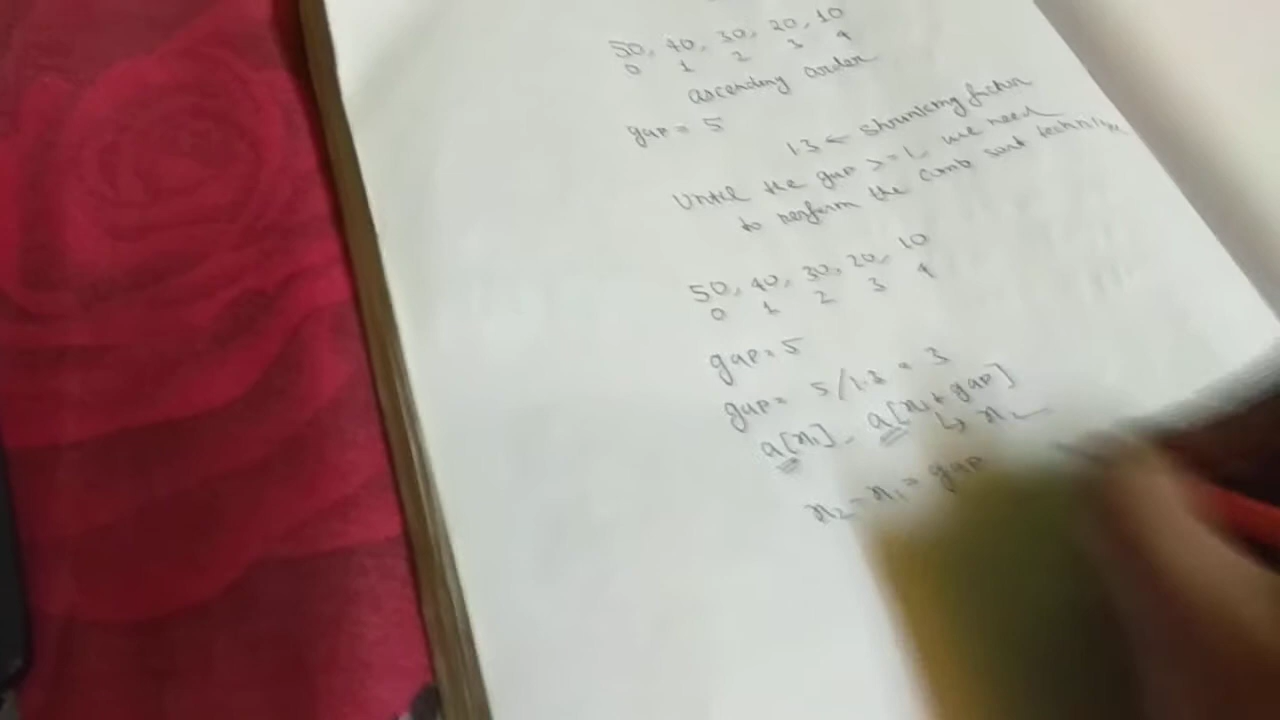 50, 40, 30, 20, 10
0 1 2 3 4
ascending order
gap = 5
1.3 ← shrinking factor
Until the gap >= 1, we need
to perform the comb sort technique
50, 40, 30, 20, 10
0 1 2 3 4
gap = 5
gap = 5/1.3 = 3
a[x₁], a[x₁ + gap]
↳ x₂
x₂ - x₁ = gap